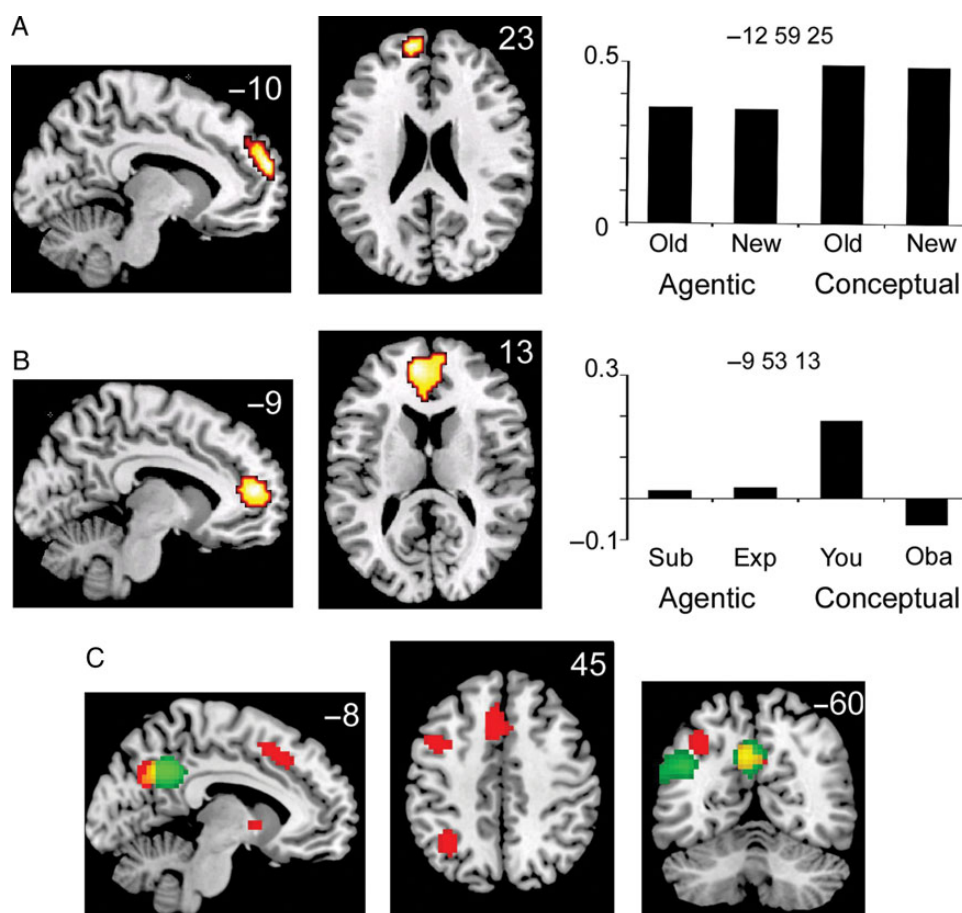 A
–10
23
–12 59 25
0.5
0
Old New Old New
Agentic Conceptual
B
–9
13
–9 53 13
0.3
–0.1
Sub Exp You Oba
Agentic Conceptual
C
–8
45
–60